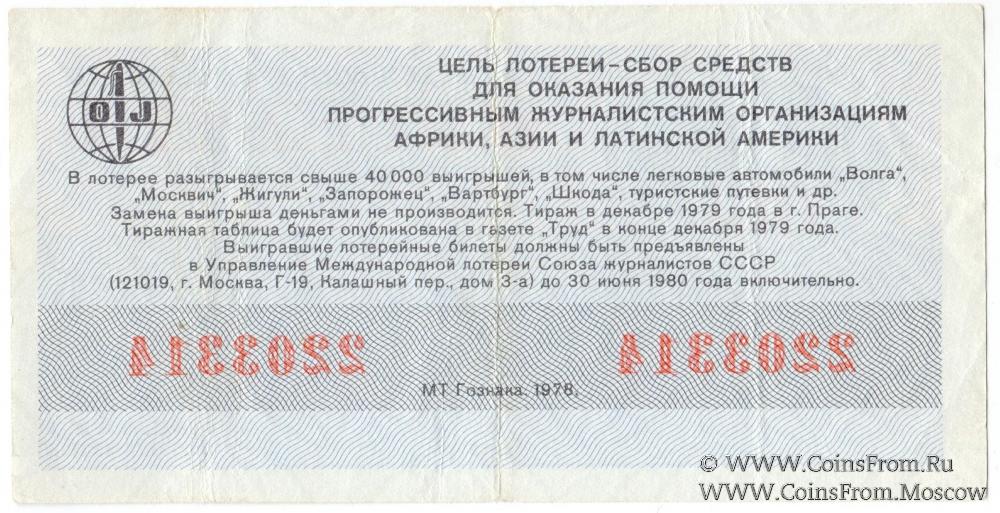 OIJ
ЦЕЛЬ ЛОТЕРЕИ – СБОР СРЕДСТВ
ДЛЯ ОКАЗАНИЯ ПОМОЩИ
ПРОГРЕССИВНЫМ ЖУРНАЛИСТСКИМ ОРГАНИЗАЦИЯМ
АФРИКИ, АЗИИ И ЛАТИНСКОЙ АМЕРИКИ
В лотерее разыгрывается свыше 40 000 выигрышей, в том числе легковые автомобили „Волга“,
„Москвич“, „Жигули“, „Запорожец“, „Вартбург“, „Шкода“, туристские путевки и др.
Замена выигрыша деньгами не производится. Тираж в декабре 1979 года в г. Праге.
Тиражная таблица будет опубликована в газете „Труд“ в конце декабря 1979 года.
Выигравшие лотерейные билеты должны быть предъявлены
в Управление Международной лотереи Союза журналистов СССР
(121019, г. Москва, Г-19, Калашный пер., дом 3-а) до 30 июня 1980 года включительно.
2203314 2203314
МТ Гознака. 1978.
© WWW.CoinsFrom.Ru
WWW.CoinsFrom.Moscow